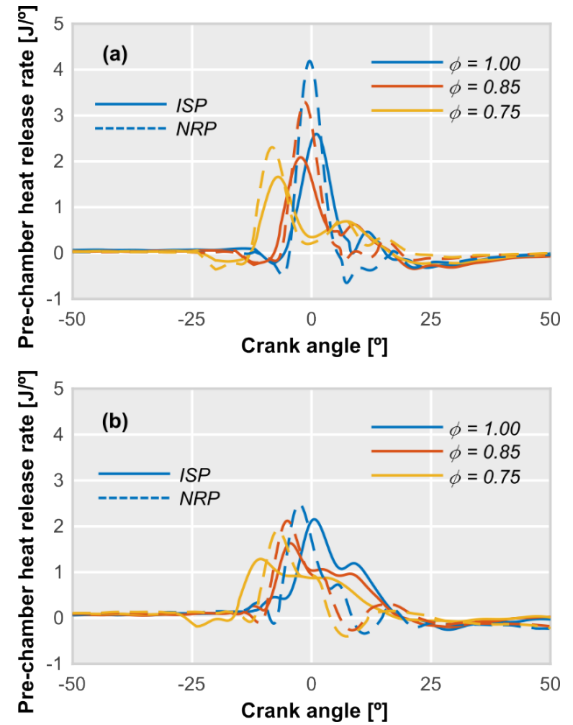 Pre-chamber heat release rate [J/º]
5
4
3
2
1
0
-1
(a)
ISP
NRP
ϕ = 1.00
ϕ = 0.85
ϕ = 0.75
-50
-25
0
25
50
Crank angle [º]
Pre-chamber heat release rate [J/º]
5
4
3
2
1
0
-1
(b)
ISP
NRP
ϕ = 1.00
ϕ = 0.85
ϕ = 0.75
-50
-25
0
25
50
Crank angle [º]